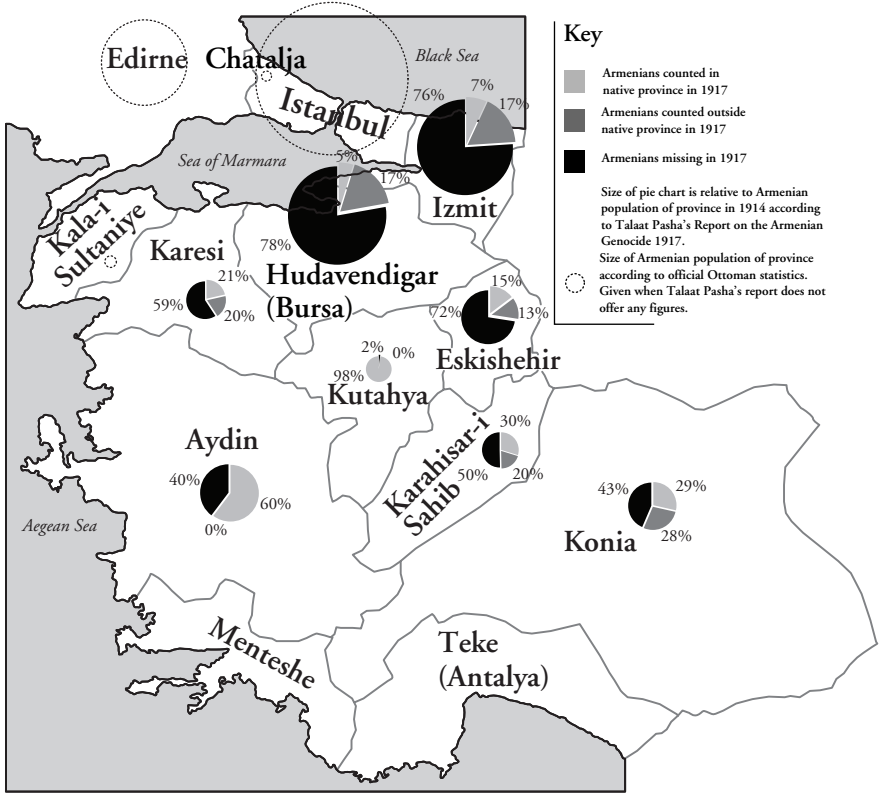 Edirne
Chatalja
Black Sea
Istanbul
76%
7%
17%
Izmit
Sea of Marmara
5%
17%
78%
Hudavendigar
(Bursa)
Kala-i
Sultaniye
Karesi
21%
59%
20%
15%
72%
13%
Eskishehir
2%
0%
98%
Kutahya
Aydin
40%
60%
0%
Karahisar-i
Sahib
30%
50%
20%
Aegean Sea
43%
29%
28%
Konia
Menteshe
Teke
(Antalya)
Key
Armenians counted in
native province in 1917
Armenians counted outside
native province in 1917
Armenians missing in 1917
Size of pie chart is relative to Armenian
population of province in 1914 according
to Talaat Pasha's Report on the Armenian
Genocide 1917.
Size of Armenian population of province
according to official Ottoman statistics.
Given when Talaat Pasha's report does not
offer any figures.